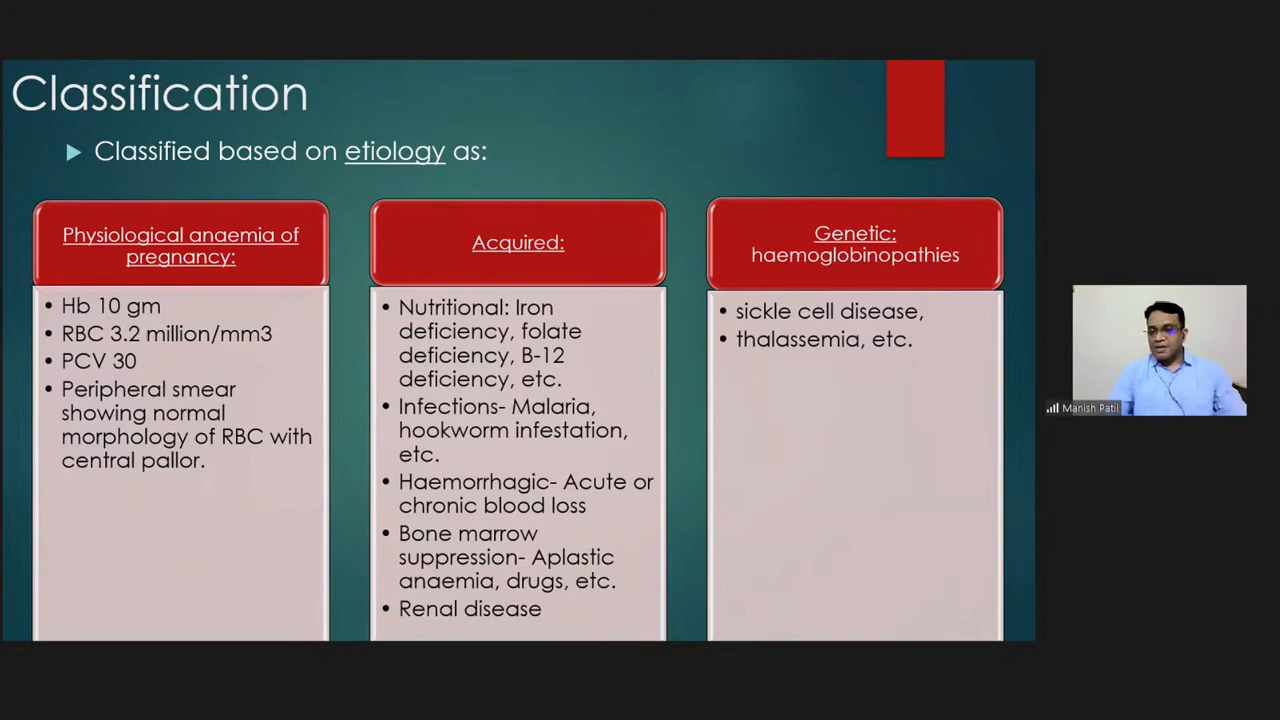 Classification
Classified based on etiology as:
Physiological anaemia of
pregnancy:
Hb 10 gm
RBC 3.2 million/mm3
PCV 30
Peripheral smear
showing normal
morphology of RBC with
central pallor.
Acquired:
Nutritional: Iron
deficiency, folate
deficiency, B-12
deficiency, etc.
Infections- Malaria,
hookworm infestation,
etc.
Haemorrhagic- Acute or
chronic blood loss
Bone marrow
suppression- Aplastic
anaemia, drugs, etc.
Renal disease
Genetic:
haemoglobinopathies
sickle cell disease,
thalassemia, etc.
Manish Patil